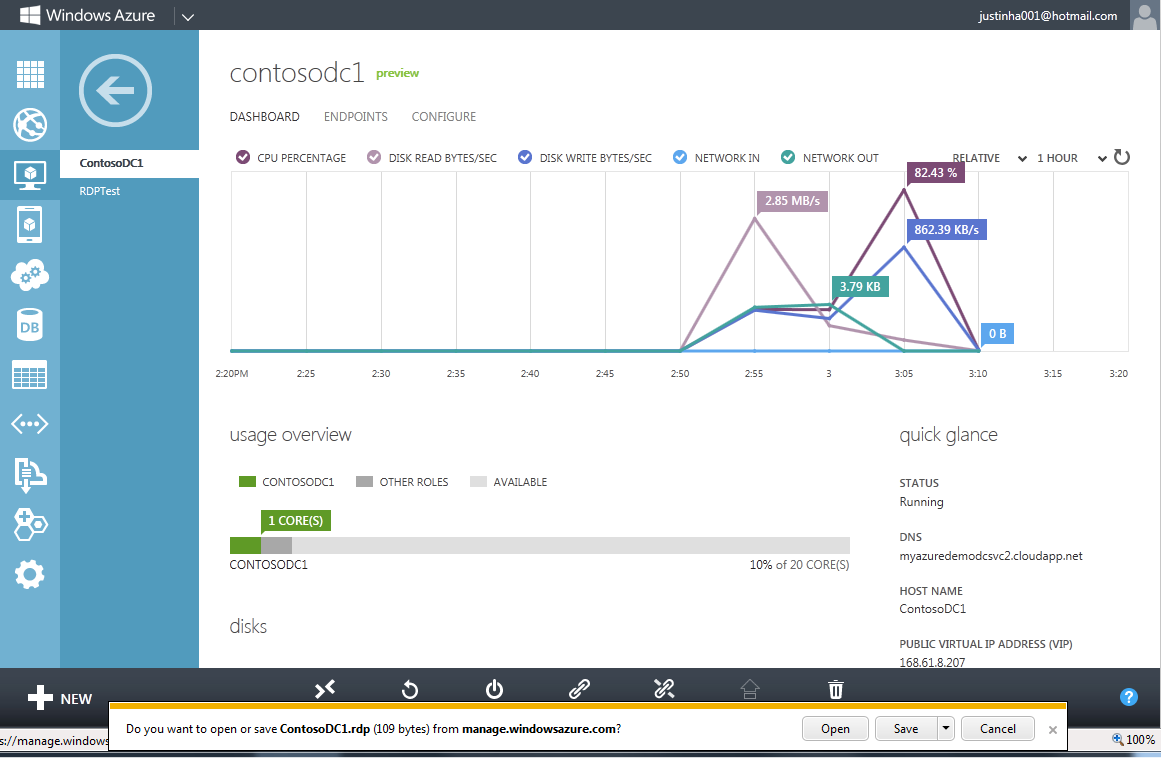 Windows Azure
justinha001@hotmail.com
contosodc1 preview
DASHBOARD ENDPOINTS CONFIGURE
ContosoDC1
RDPTest
CPU PERCENTAGE DISK READ BYTES/SEC DISK WRITE BYTES/SEC NETWORK IN NETWORK OUT RELATIVE 1 HOUR
82.43 %
2.85 MB/s
862.39 KB/s
3.79 KB
0 B
2:20PM 2:25 2:30 2:35 2:40 2:45 2:50 2:55 3 3:05 3:10 3:15 3:20
DB
usage overview
CONTOSODC1 OTHER ROLES AVAILABLE
1 CORE(S)
CONTOSODC1 10% of 20 CORE(S)
disks
quick glance
STATUS
Running
DNS
myazuredemodcsvc2.cloudapp.net
HOST NAME
ContosoDC1
PUBLIC VIRTUAL IP ADDRESS (VIP)
168.61.8.207
NEW
?
Do you want to open or save ContosoDC1.rdp (109 bytes) from manage.windowsazure.com?
Open Save Cancel
s://manage.windows
100%